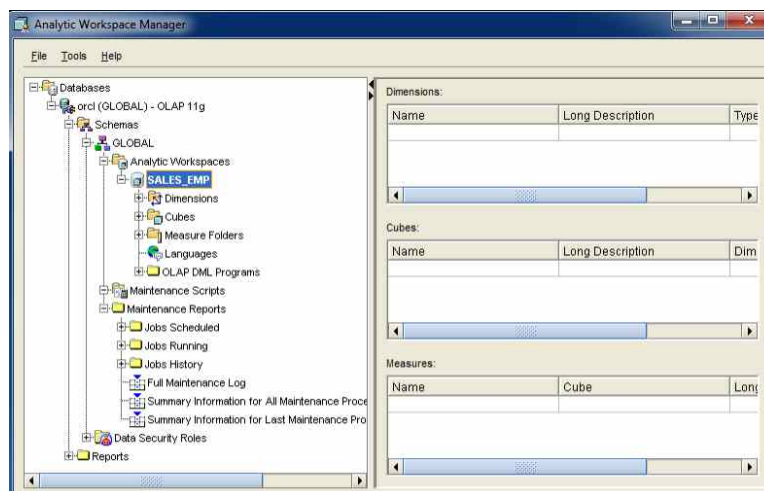 Analytic Workspace Manager
File Tools Help
Databases
orcl (GLOBAL) - OLAP 11g
Schemas
GLOBAL
Analytic Workspaces
SALES_EMP
Dimensions
Cubes
Measure Folders
Languages
OLAP DML Programs
Maintenance Scripts
Maintenance Reports
Jobs Scheduled
Jobs Running
Jobs History
Full Maintenance Log
Summary Information for All Maintenance Proce
Summary Information for Last Maintenance Pro
Data Security Roles
Reports
Dimensions:
Name Long Description Type
Cubes:
Name Long Description Dim
Measures:
Name Cube Long